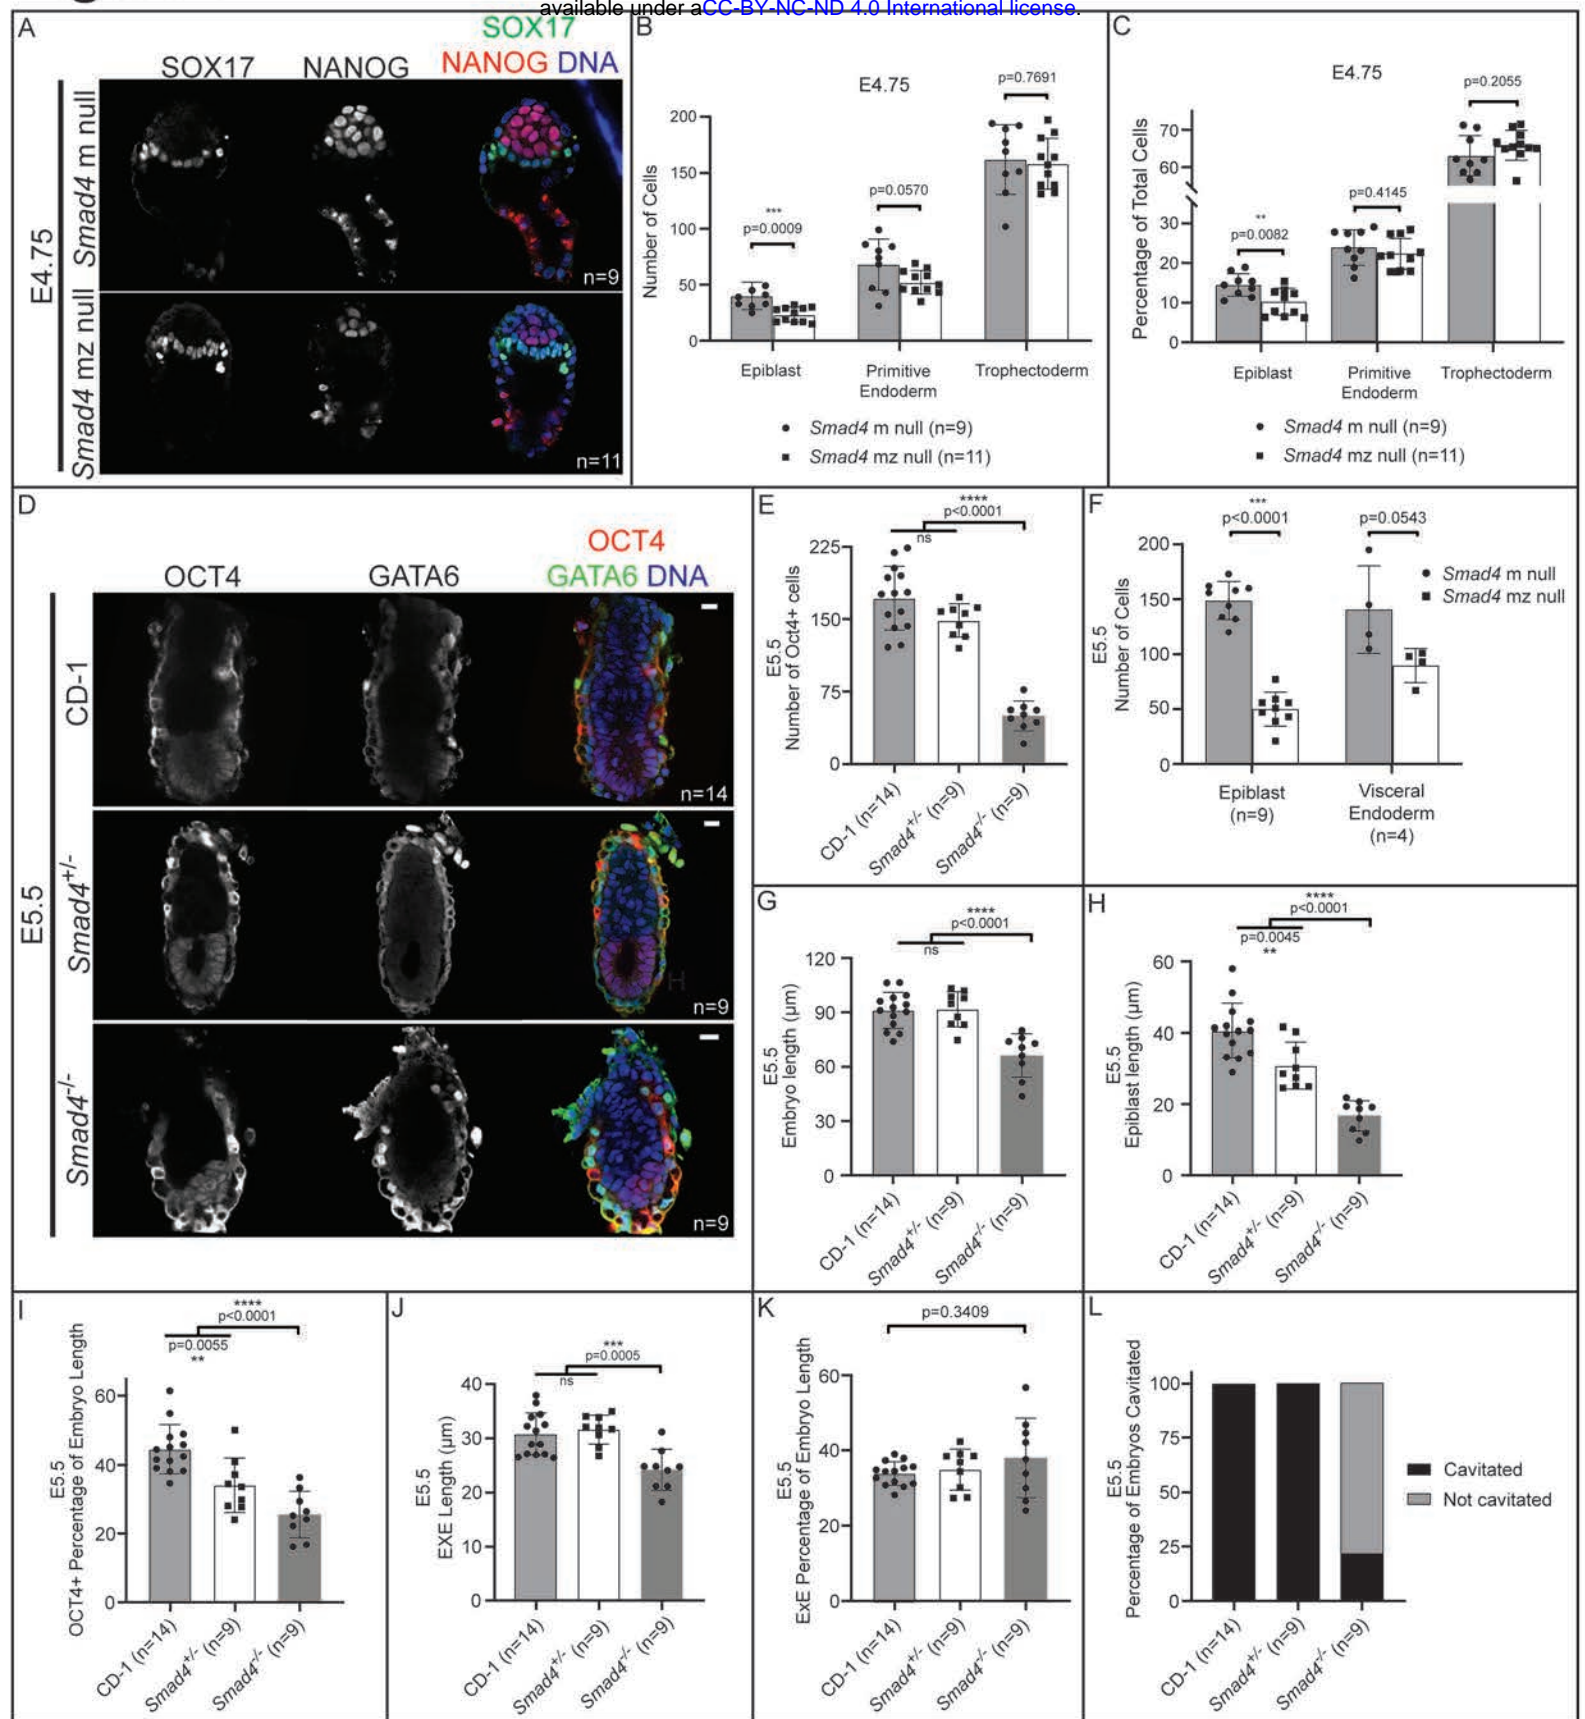 available under aCC-BY-NC-ND 4.0 International license.
A
SOX17
SOX17 NANOG NANOG DNA
E4.75
Smad4 m null
n=9
Smad4 mz null
n=11
B
E4.75
Number of Cells
200
150
100
50
0
***
p=0.0009
p=0.0570
p=0.7691
Epiblast
Primitive
Endoderm
Trophectoderm
Smad4 m null (n=9)
Smad4 mz null (n=11)
C
E4.75
Percentage of Total Cells
70
60
30
20
10
0
**
p=0.0082
p=0.4145
p=0.2055
Epiblast
Primitive
Endoderm
Trophectoderm
Smad4 m null (n=9)
Smad4 mz null (n=11)
D
OCT4
OCT4 GATA6 GATA6 DNA
E5.5
CD-1
n=14
Smad4+/-
H
n=9
Smad4-/-
n=9
E
E5.5
Number of Oct4+ cells
225
150
75
0
****
p<0.0001
ns
CD-1 (n=14)
Smad4+/- (n=9)
Smad4-/- (n=9)
F
E5.5
Number of Cells
200
150
100
50
0
***
p<0.0001
p=0.0543
Smad4 m null
Smad4 mz null
Epiblast
(n=9)
Visceral
Endoderm
(n=4)
G
E5.5
Embryo length (µm)
120
90
60
30
0
****
p<0.0001
ns
CD-1 (n=14)
Smad4+/- (n=9)
Smad4-/- (n=9)
H
E5.5
Epiblast length (µm)
60
40
20
0
****
p<0.0001
p=0.0045
**
CD-1 (n=14)
Smad4+/- (n=9)
Smad4-/- (n=9)
I
E5.5
OCT4+ Percentage of Embryo Length
60
40
20
0
****
p<0.0001
p=0.0055
**
CD-1 (n=14)
Smad4+/- (n=9)
Smad4-/- (n=9)
J
E5.5
EXE Length (µm)
40
30
20
10
0
***
p=0.0005
ns
CD-1 (n=14)
Smad4+/- (n=9)
Smad4-/- (n=9)
K
E5.5
ExE Percentage of Embryo Length
60
40
20
0
p=0.3409
CD-1 (n=14)
Smad4+/- (n=9)
Smad4-/- (n=9)
L
E5.5
Percentage of Embryos Cavitated
100
75
50
25
0
Cavitated
Not cavitated
CD-1 (n=14)
Smad4+/- (n=9)
Smad4-/- (n=9)